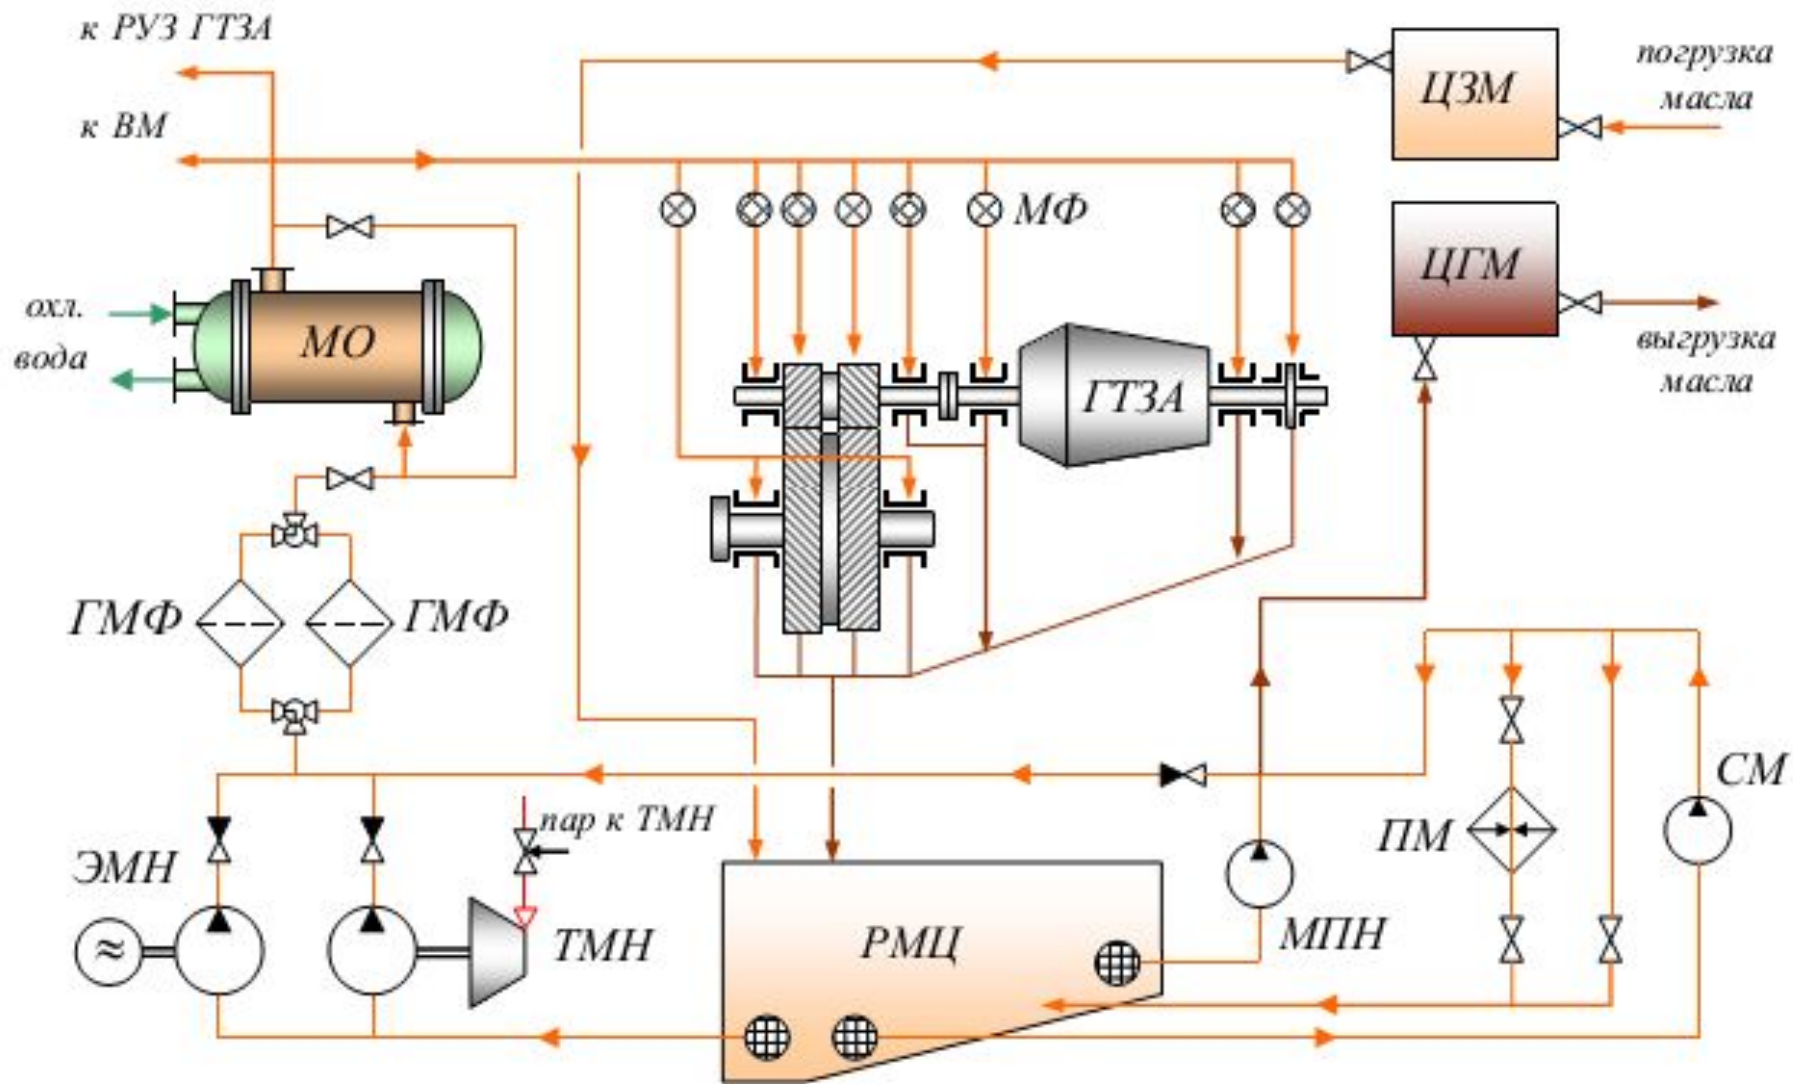 к РУЗ ГТЗА
к ВМ
ЦЗМ
погрузка
масла
МФ
ЦГМ
выгрузка
масла
охл.
вода
МО
ГТЗА
ГМФ
ГМФ
СМ
пар к ТМН
ПМ
ЭМН
ТМН
РМЦ
МПН